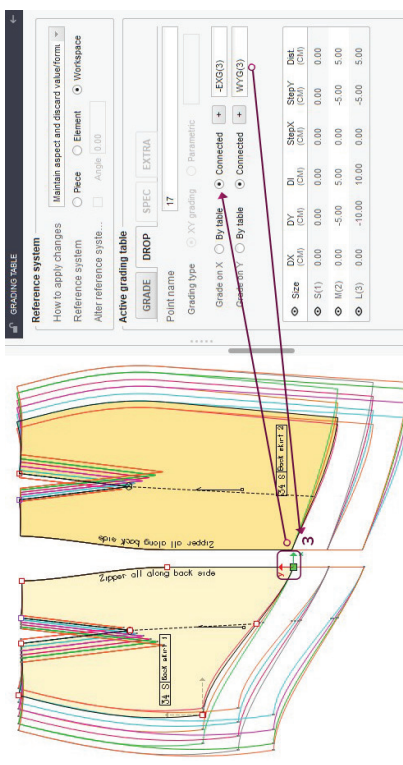 GRADING TABLE
Reference system
How to apply changes Maintain aspect and discard value/formu
Reference system Piece Element Workspace
Alter reference syste... Angle 0.00
Active grading table
GRADE DROP SPEC EXTRA
Point name 17
Grading type XY grading Parametric
Grade on X By table Connected + -EXG(3)
Grade on Y By table Connected + WYG(3)
Size DX DY DI StepX StepY Dist.
(CM) (CM) (CM) (CM) (CM) (CM)
S(1) 0.00 0.00 0.00 0.00 0.00 0.00
M(2) 0.00 -5.00 5.00 0.00 -5.00 5.00
L(3) 0.00 -10.00 10.00 0.00 -5.00 5.00
34 S Back skirt 2
Zipper all along back side
3
Zipper all along back side
34 S Back skirt 1